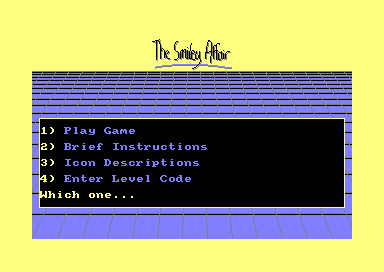 The Smiley Affair
1) Play Game
2) Brief Instructions
3) Icon Descriptions
4) Enter Level Code
Which one...